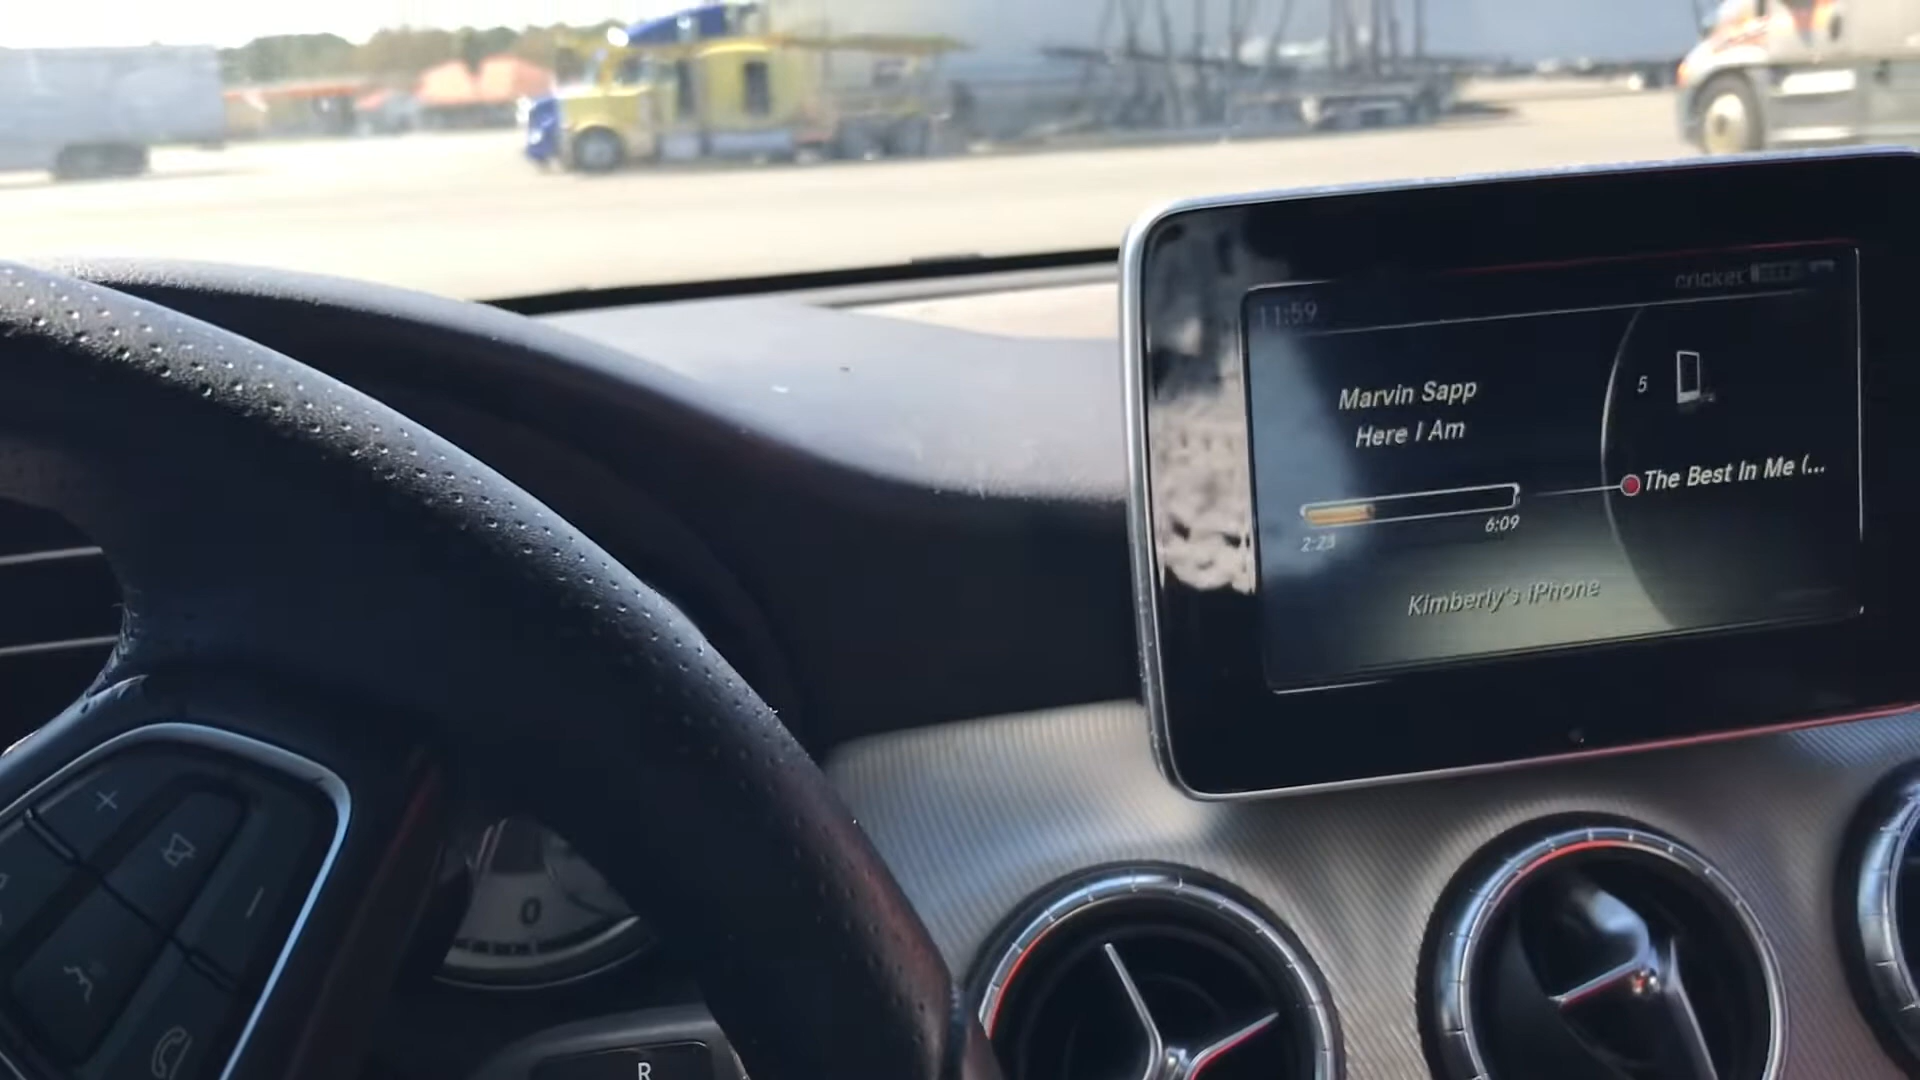 cricket
11:59
Marvin Sapp
Here I Am
5
The Best In Me (...
2:23
6:09
Kimberly's iPhone
0
R